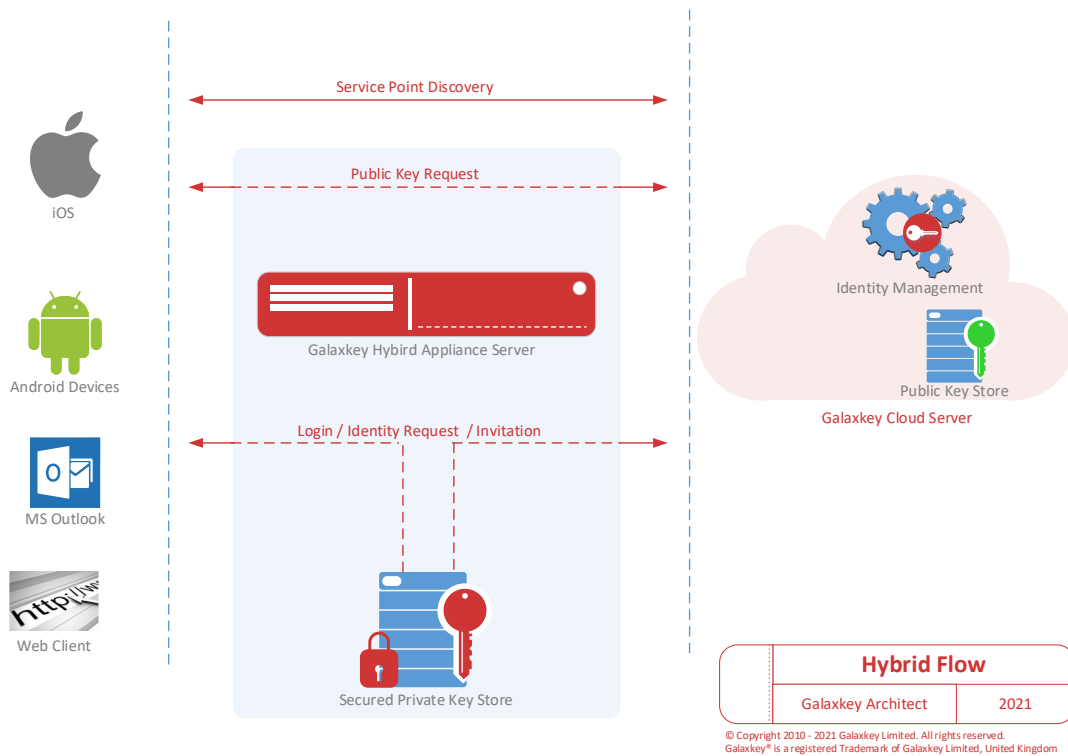 Service Point Discovery
Public Key Request
iOS
Identity Management
Galaxkey Hybird Appliance Server
Android Devices
Public Key Store
Galaxkey Cloud Server
Login / Identity Request / Invitation
O
MS Outlook
http://ww
Web Client
Secured Private Key Store
Hybrid Flow
Galaxkey Architect
2021
© Copyright 2010 - 2021 Galaxkey Limited. All rights reserved.
Galaxkey® is a registered Trademark of Galaxkey Limited, United Kingdom